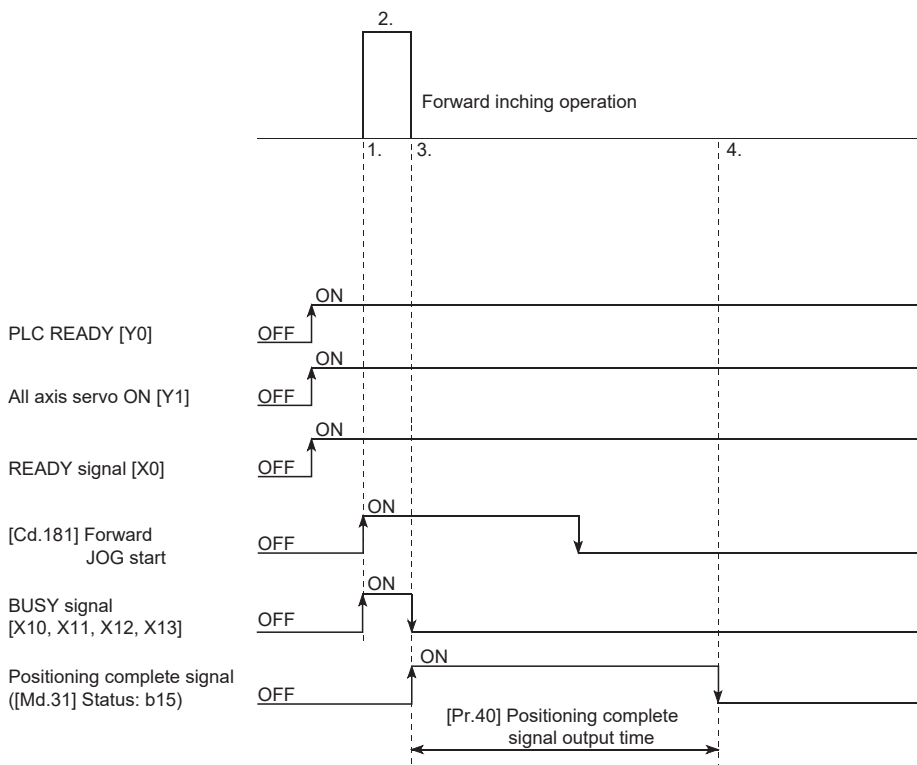 2.
Forward inching operation
1.
3.
4.
ON
PLC READY [Y0]
OFF
ON
All axis servo ON [Y1]
OFF
ON
READY signal [X0]
OFF
ON
[Cd.181] Forward
JOG start
OFF
ON
BUSY signal
[X10, X11, X12, X13]
OFF
ON
Positioning complete signal
([Md.31] Status: b15)
OFF
[Pr.40] Positioning complete
signal output time